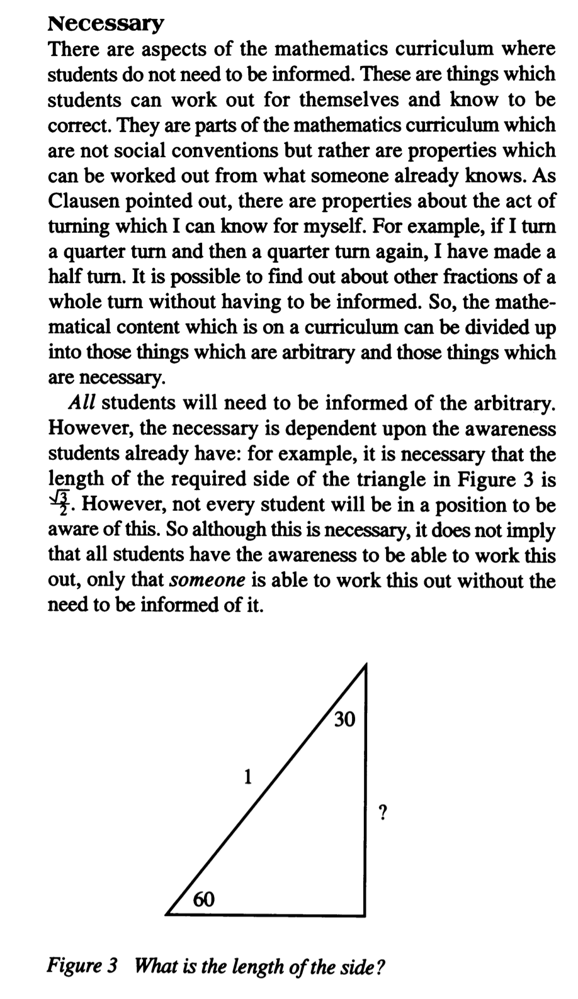 Necessary
There are aspects of the mathematics curriculum where
students do not need to be informed. These are things which
students can work out for themselves and know to be
correct. They are parts of the mathematics curriculum which
are not social conventions but rather are properties which
can be worked out from what someone already knows. As
Clausen pointed out, there are properties about the act of
turning which I can know for myself. For example, if I turn
a quarter turn and then a quarter turn again, I have made a
half turn. It is possible to find out about other fractions of a
whole turn without having to be informed. So, the mathe-
matical content which is on a curriculum can be divided up
into those things which are arbitrary and those things which
are necessary.
All students will need to be informed of the arbitrary.
However, the necessary is dependent upon the awareness
students already have: for example, it is necessary that the
length of the required side of the triangle in Figure 3 is
√3/2. However, not every student will be in a position to be
aware of this. So although this is necessary, it does not imply
that all students have the awareness to be able to work this
out, only that someone is able to work this out without the
need to be informed of it.
30
1
?
60
Figure 3 What is the length of the side?